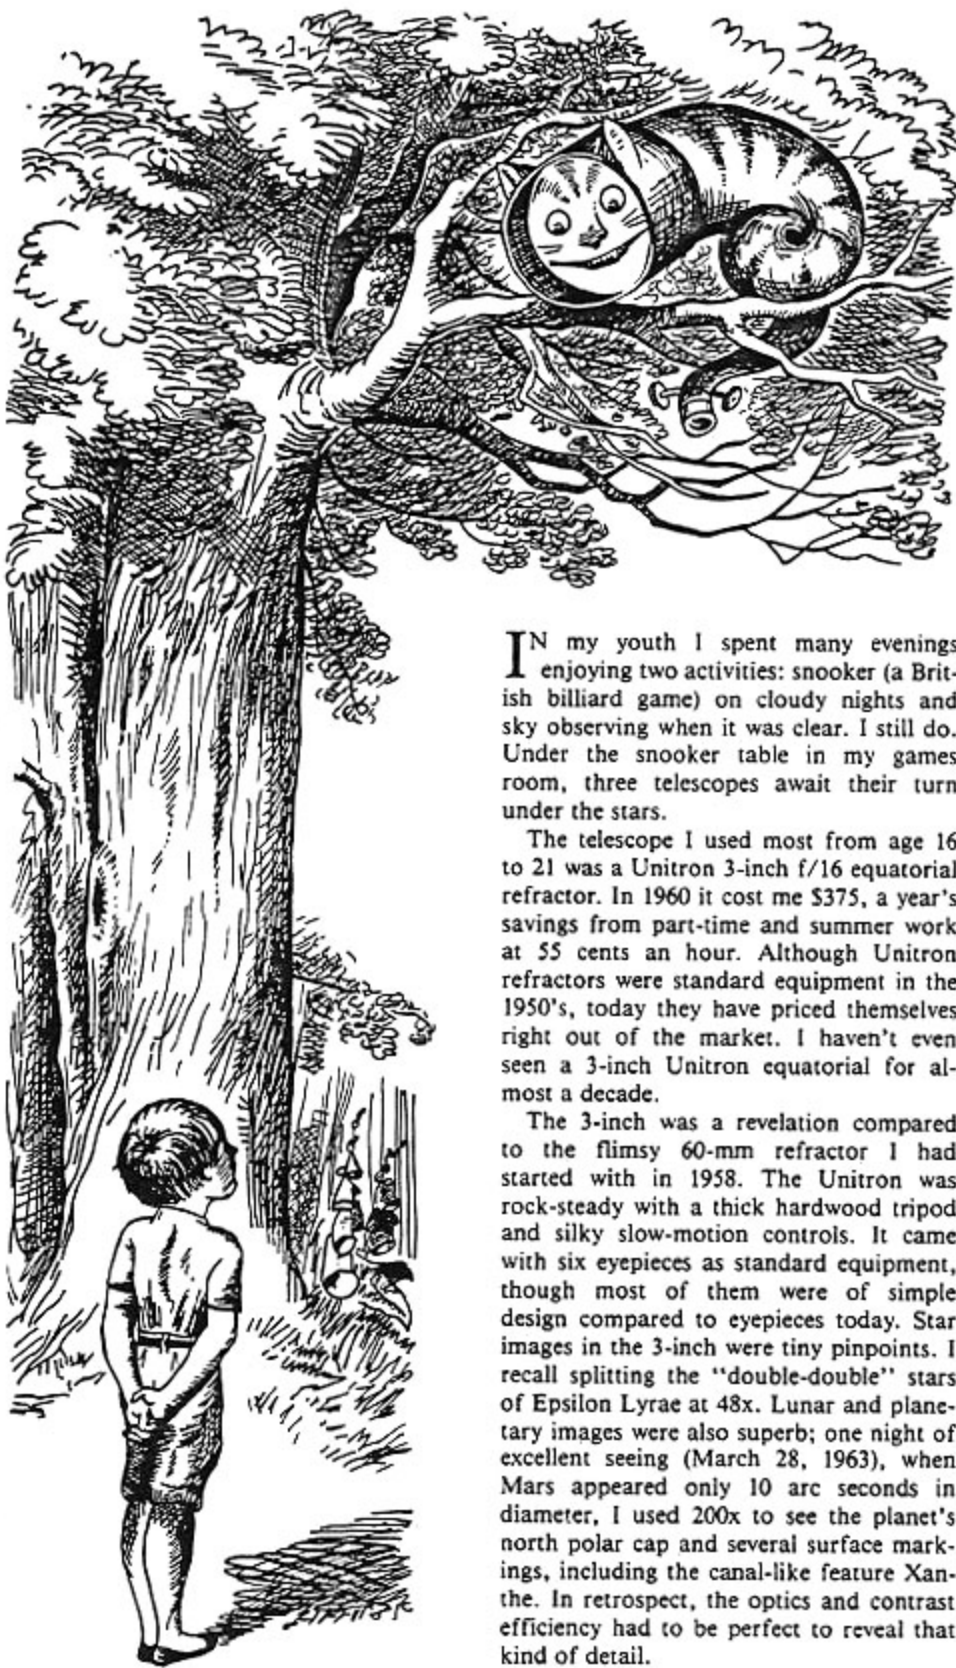 IN my youth I spent many evenings
enjoying two activities: snooker (a Brit-
ish billiard game) on cloudy nights and
sky observing when it was clear. I still do.
Under the snooker table in my games
room, three telescopes await their turn
under the stars.
The telescope I used most from age 16
to 21 was a Unitron 3-inch f/16 equatorial
refractor. In 1960 it cost me $375, a year's
savings from part-time and summer work
at 55 cents an hour. Although Unitron
refractors were standard equipment in the
1950's, today they have priced themselves
right out of the market. I haven't even
seen a 3-inch Unitron equatorial for al-
most a decade.
The 3-inch was a revelation compared
to the flimsy 60-mm refractor I had
started with in 1958. The Unitron was
rock-steady with a thick hardwood tripod
and silky slow-motion controls. It came
with six eyepieces as standard equipment,
though most of them were of simple
design compared to eyepieces today. Star
images in the 3-inch were tiny pinpoints. I
recall splitting the "double-double" stars
of Epsilon Lyrae at 48x. Lunar and plane-
tary images were also superb; one night of
excellent seeing (March 28, 1963), when
Mars appeared only 10 arc seconds in
diameter, I used 200x to see the planet's
north polar cap and several surface mark-
ings, including the canal-like feature Xan-
the. In retrospect, the optics and contrast
efficiency had to be perfect to reveal that
kind of detail.